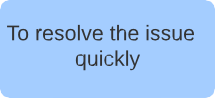 To resolve the issue
quickly